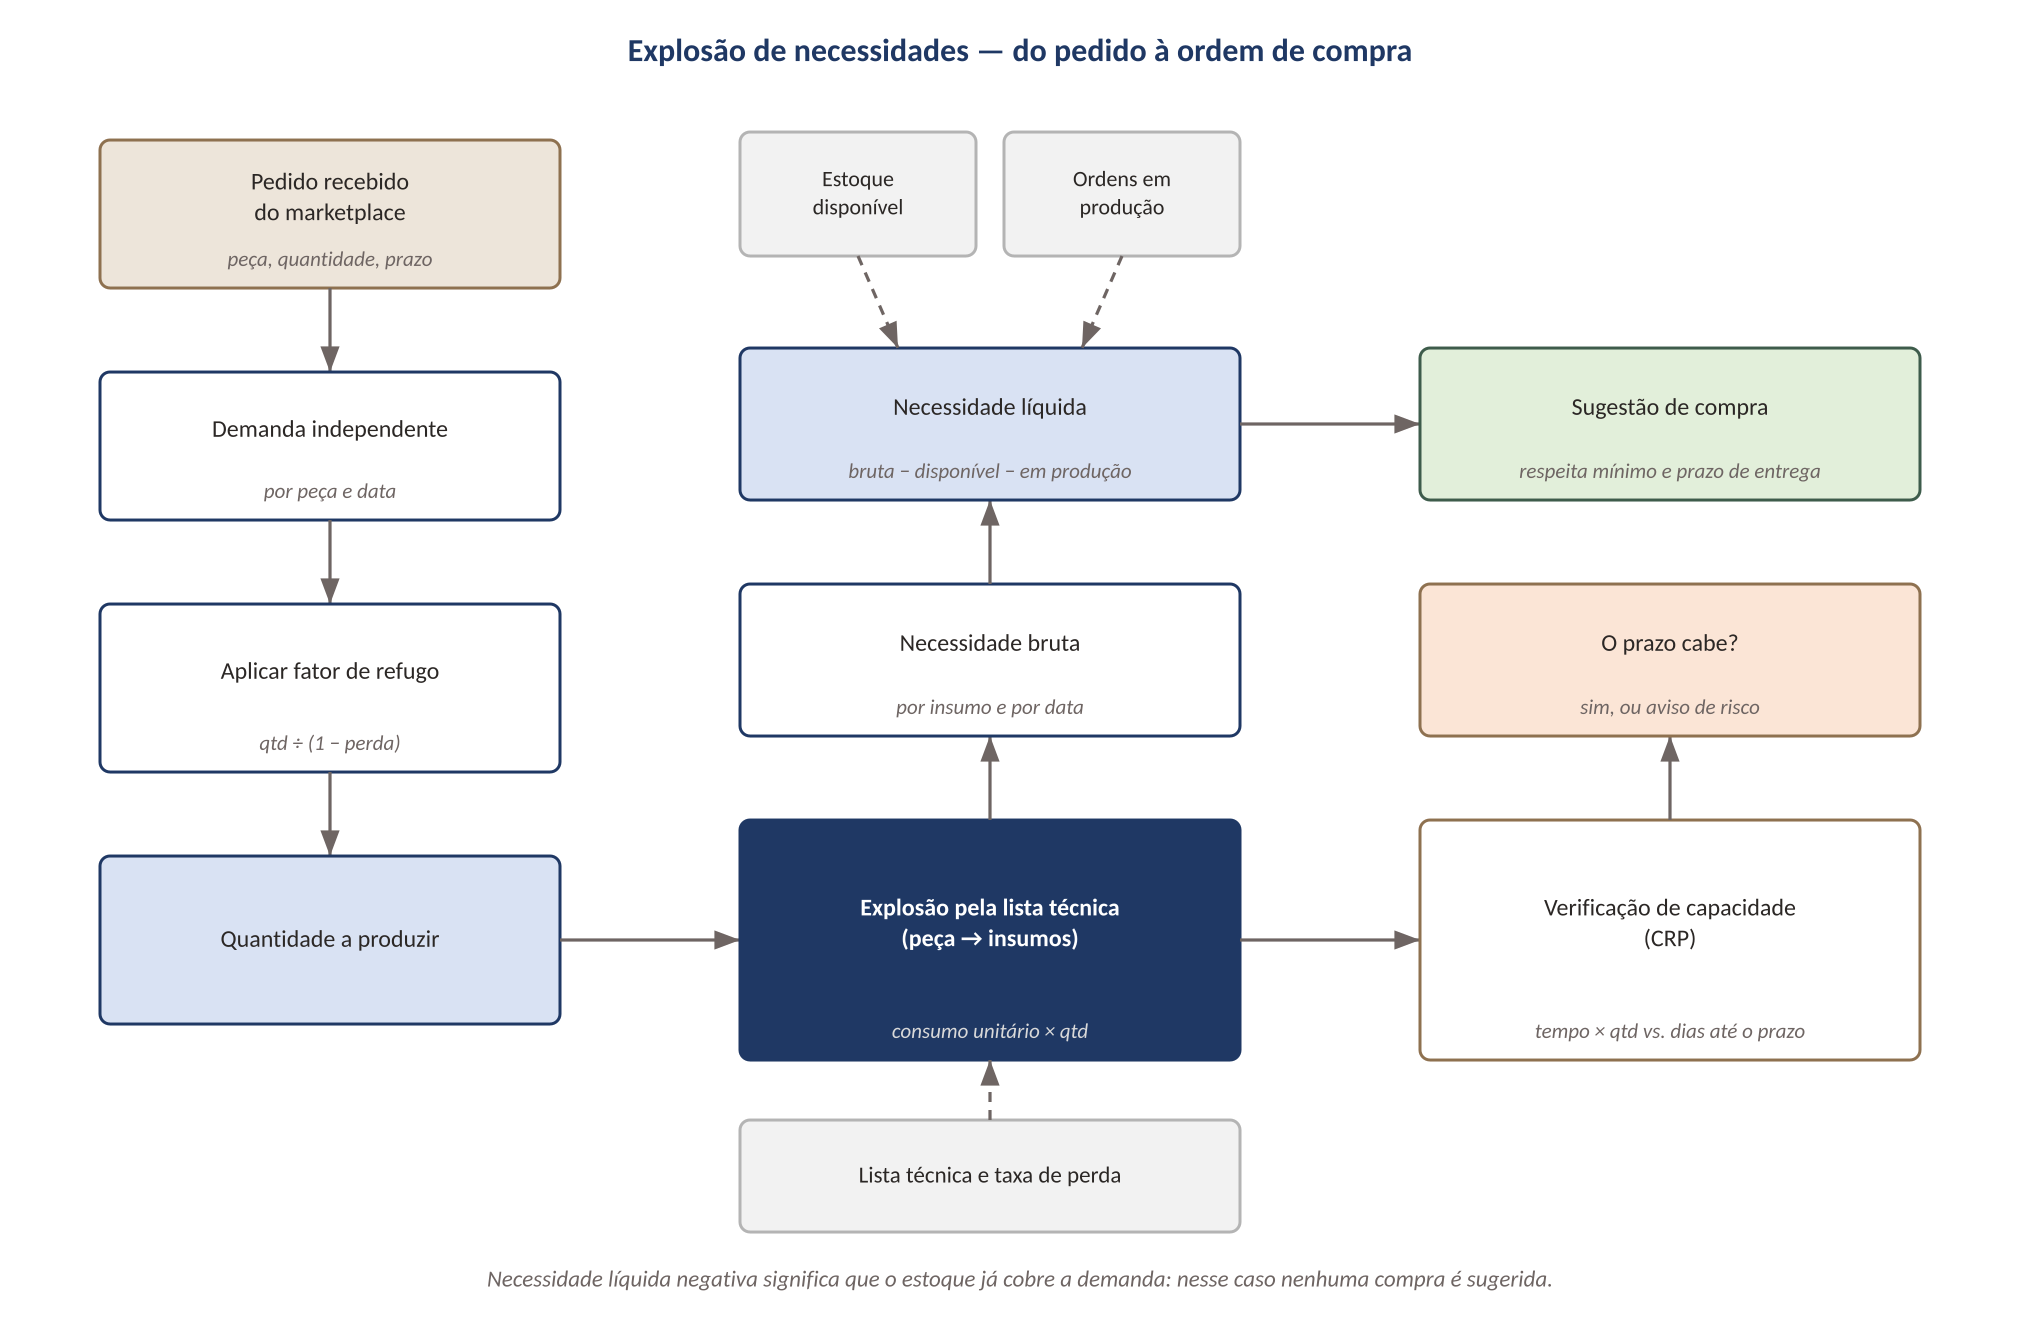 Explosão de necessidades — do pedido à ordem de compra
Pedido recebido
do marketplace
peça, quantidade, prazo
Demanda independente
por peça e data
Aplicar fator de refugo
qtd ÷ (1 − perda)
Quantidade a produzir
Estoque
disponível
Ordens em
produção
Necessidade líquida
bruta − disponível − em produção
Necessidade bruta
por insumo e por data
Explosão pela lista técnica
(peça → insumos)
consumo unitário × qtd
Lista técnica e taxa de perda
Sugestão de compra
respeita mínimo e prazo de entrega
O prazo cabe?
sim, ou aviso de risco
Verificação de capacidade
(CRP)
tempo × qtd vs. dias até o prazo
Necessidade líquida negativa significa que o estoque já cobre a demanda: nesse caso nenhuma compra é sugerida.